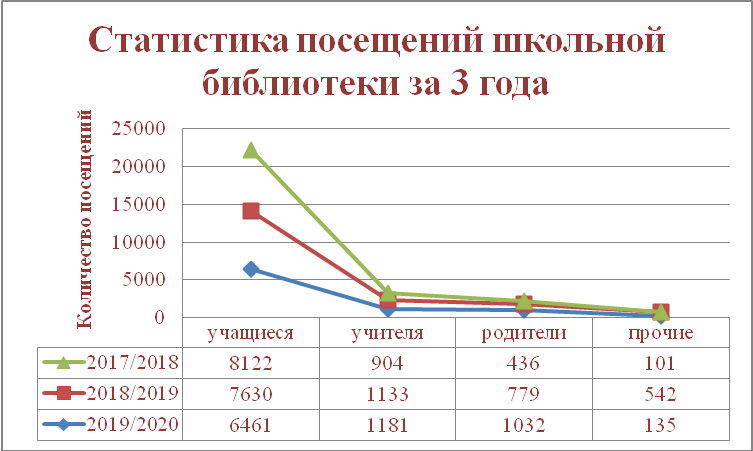 Статистика посещений школьной
библиотеки за 3 года
Количество посещений
25000
20000
15000
10000
5000
0
учащиеся учителя родители прочие
2017/2018 8122 904 436 101
2018/2019 7630 1133 779 542
2019/2020 6461 1181 1032 135